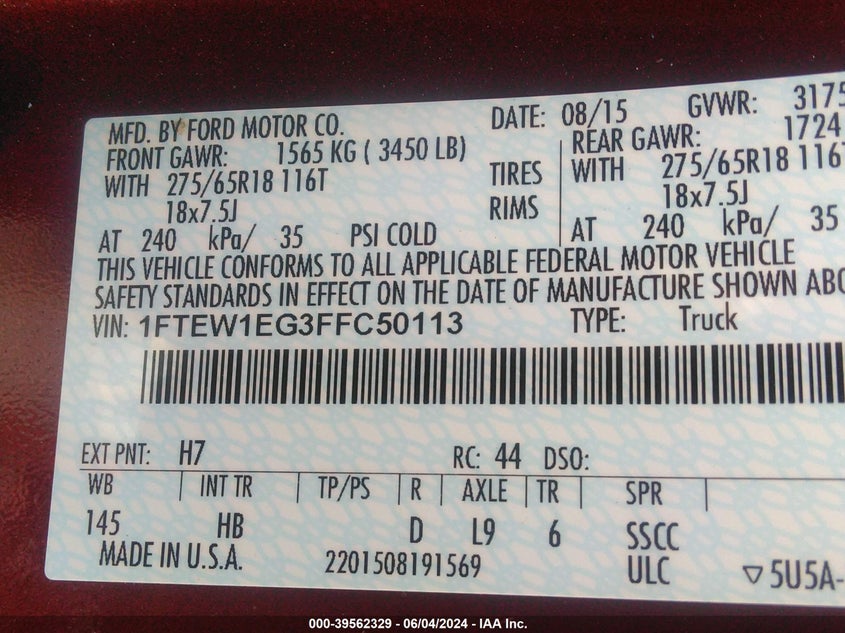 MFD. BY FORD MOTOR CO. DATE: 08/15 GVWR: 3175
FRONT GAWR: 1565 KG ( 3450 LB) REAR GAWR: 1724
WITH 275/65R18 116T TIRES WITH 275/65R18 116T
18x7.5J RIMS 18x7.5J
AT 240 kPa/ 35 PSI COLD AT 240 kPa/ 35
THIS VEHICLE CONFORMS TO ALL APPLICABLE FEDERAL MOTOR VEHICLE
SAFETY STANDARDS IN EFFECT ON THE DATE OF MANUFACTURE SHOWN ABO
VIN: 1FTEW1EG3FFC50113 TYPE: Truck
EXT PNT: H7 RC: 44 DSO:
WB INT TR TP/PS R AXLE TR SPR
145 HB D L9 6 SSCC
MADE IN U.S.A. 2201508191569 ULC ▽5U5A-
000-39562329 - 06/04/2024 - IAA Inc.